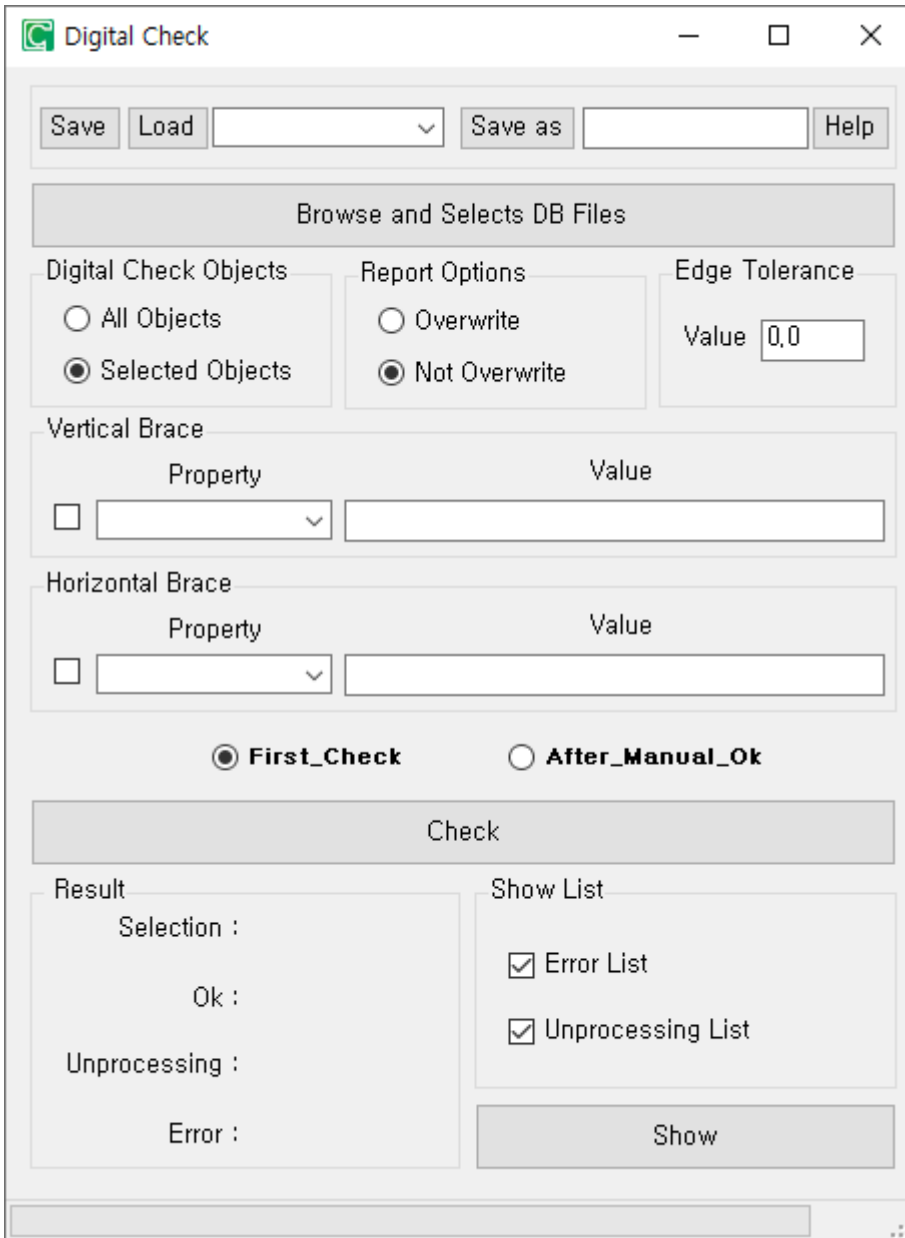 Digital Check
Save Load Save as Help
Browse and Selects DB Files
Digital Check Objects Report Options Edge Tolerance
All Objects Overwrite
Value 0,0
Selected Objects Not Overwrite
Vertical Brace
Property Value
Horizontal Brace
Property Value
First_Check After_Manual_Ok
Check
Result Show List
Selection :
Error List
Ok :
Unprocessing List
Unprocessing :
Error : Show